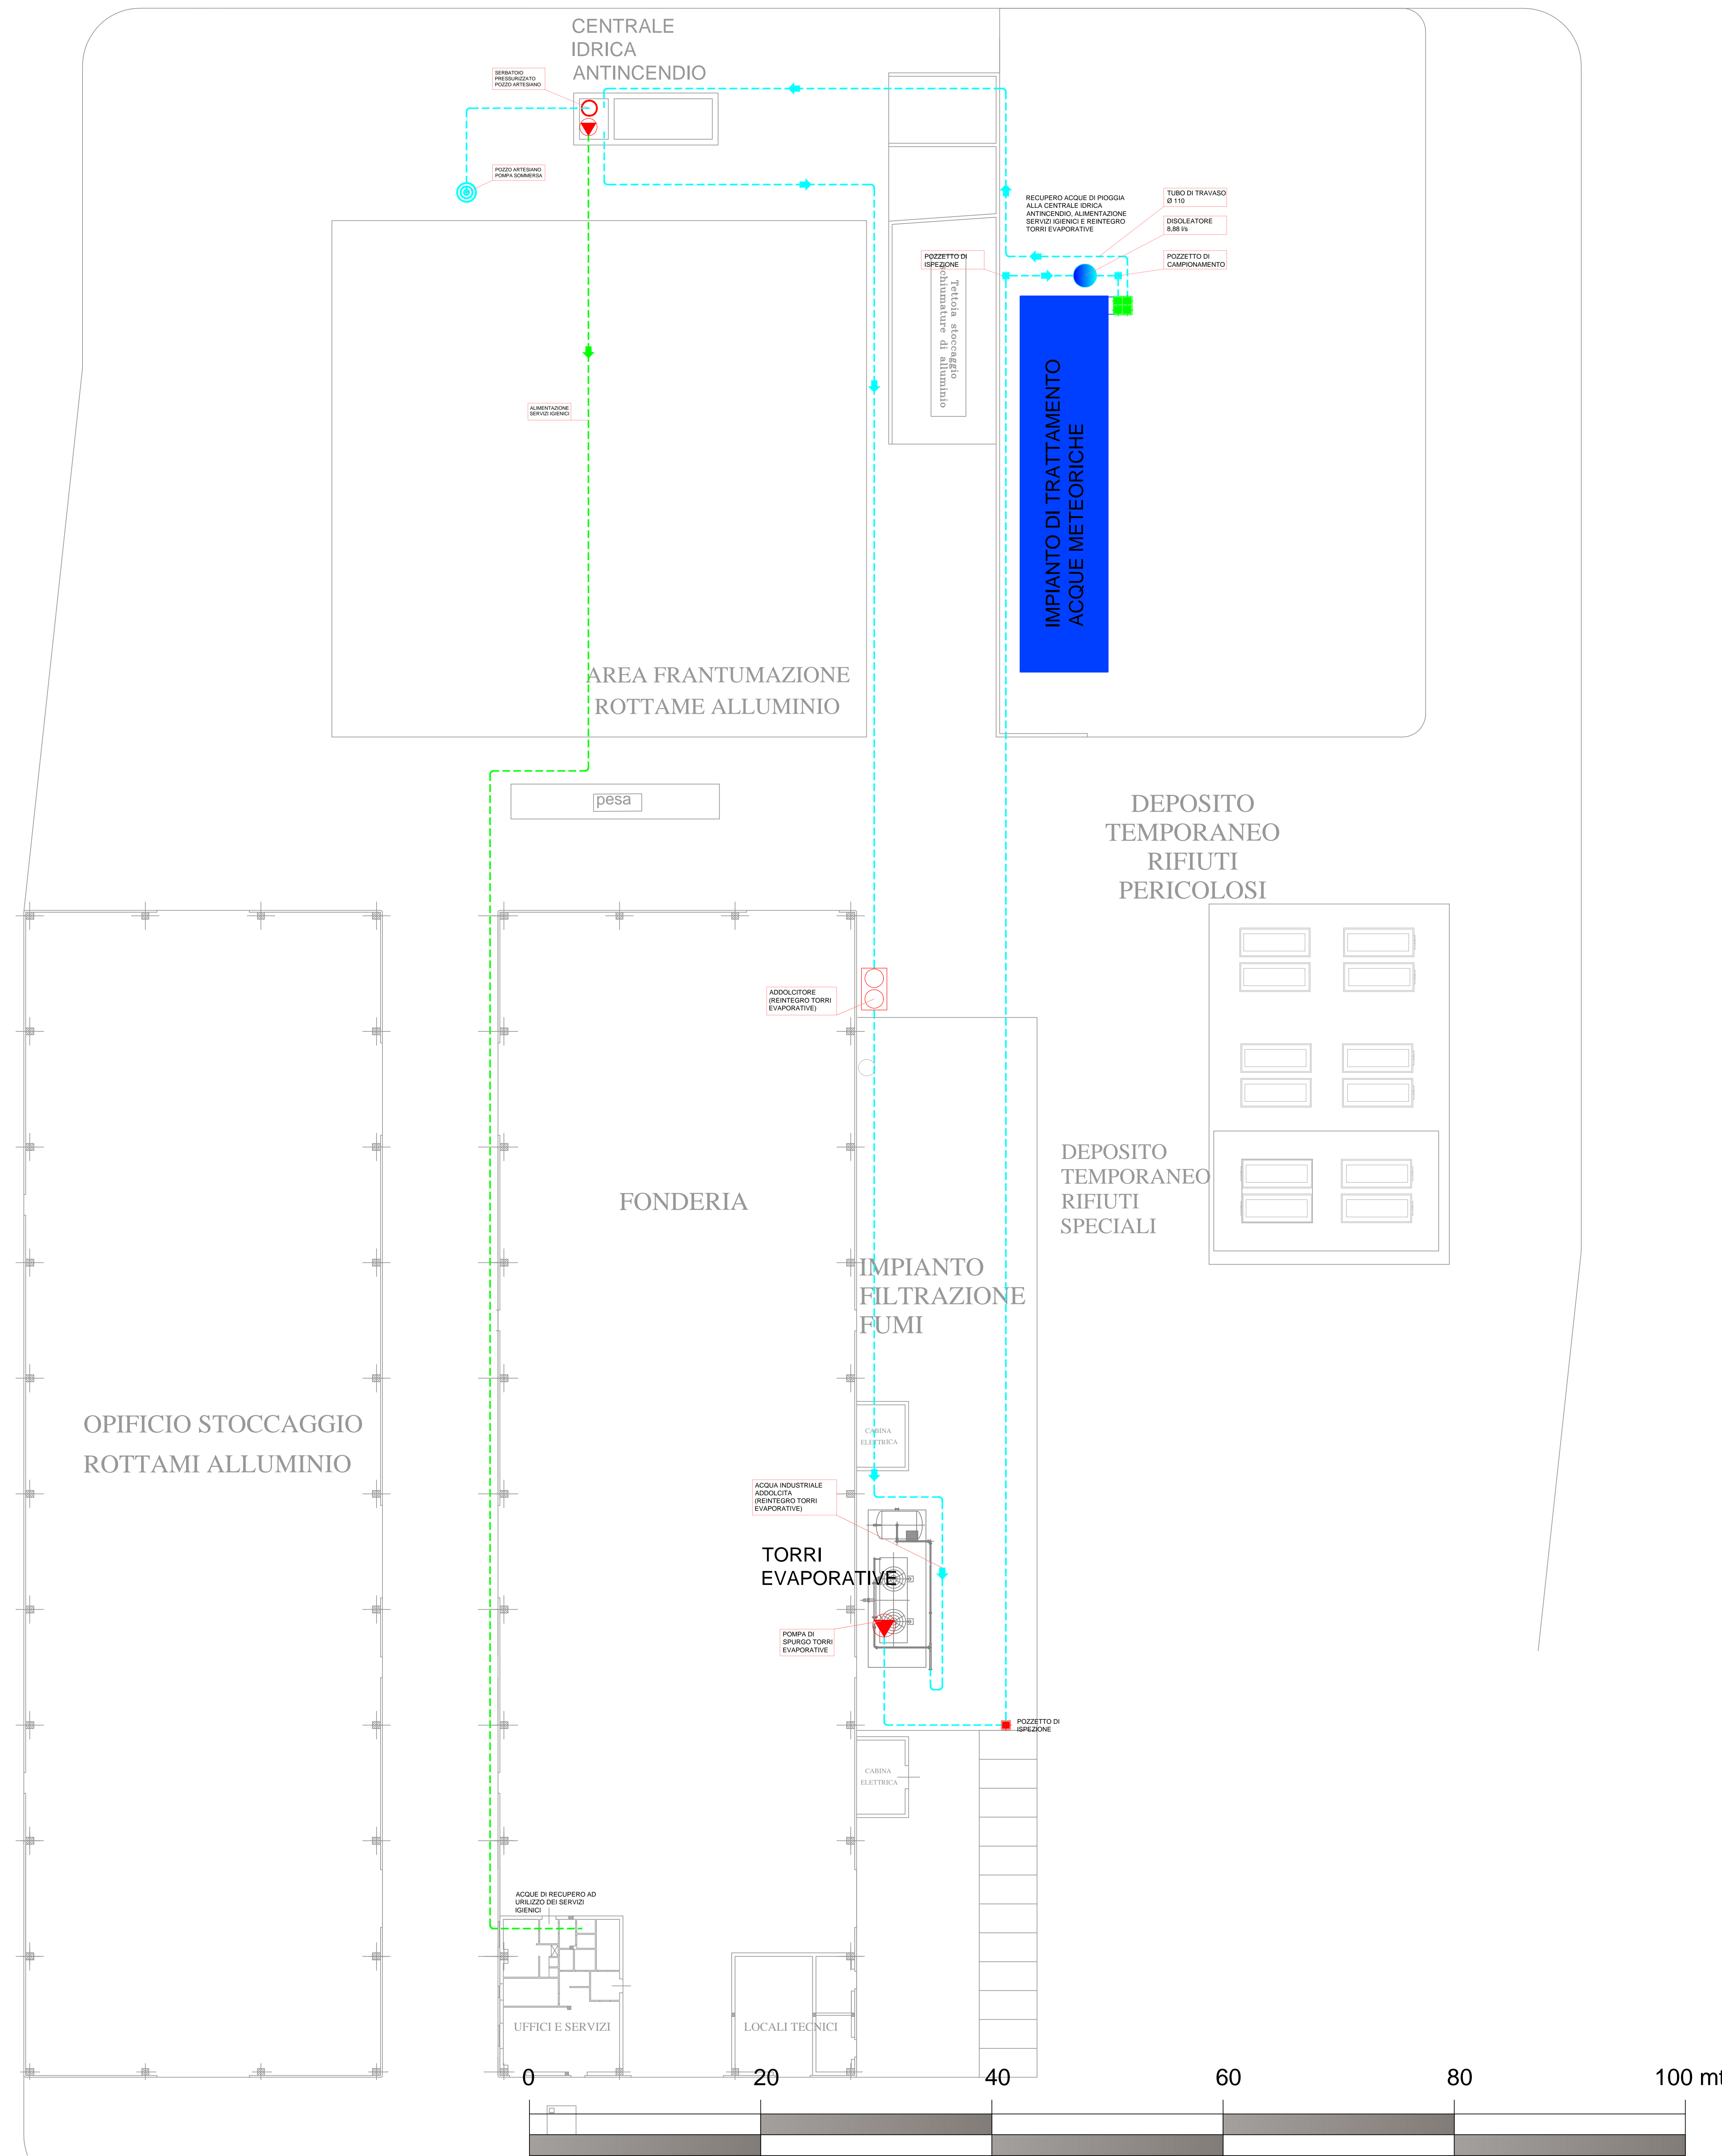 CENTRALE
IDRICA
ANTINCENDIO
SERBATOIO
PRESSURIZZATO
POZZO ARTESIANO
POZZO ARTESIANO
POMPA SOMMERSA
RECUPERO ACQUE DI PIOGGIA
ALLA CENTRALE IDRICA
ANTINCENDIO, ALIMENTAZIONE
SERVIZI IGIENICI E REINTEGRO
TORRI EVAPORATIVE
TUBO DI TRAVASO
Ø 110
DISOLEATORE
8,88 l/s
POZZETTO DI
CAMPIONAMENTO
POZZETTO DI
ISPEZIONE
Tettoia stoccaggio
schiumature di alluminio
IMPIANTO DI TRATTAMENTO
ACQUE METEORICHE
ALIMENTAZIONE
SERVIZI IGIENICI
AREA FRANTUMAZIONE
ROTTAME ALLUMINIO
pesa
DEPOSITO
TEMPORANEO
RIFIUTI
PERICOLOSI
ADDOLCITORE
(REINTEGRO TORRI
EVAPORATIVE)
DEPOSITO
TEMPORANEO
RIFIUTI
SPECIALI
FONDERIA
IMPIANTO
FILTRAZIONE
FUMI
OPIFICIO STOCCAGGIO
ROTTAMI ALLUMINIO
CABINA
ELETTRICA
ACQUA INDUSTRIALE
ADDOLCITA
(REINTEGRO TORRI
EVAPORATIVE)
TORRI
EVAPORATIVE
POMPA DI
SPURGO TORRI
EVAPORATIVE
POZZETTO DI
ISPEZIONE
CABINA
ELETTRICA
ACQUE DI RECUPERO AD
URILIZZO DEI SERVIZI
IGIENICI
UFFICI E SERVIZI
LOCALI TECNICI
0 20 40 60 80 100 mt